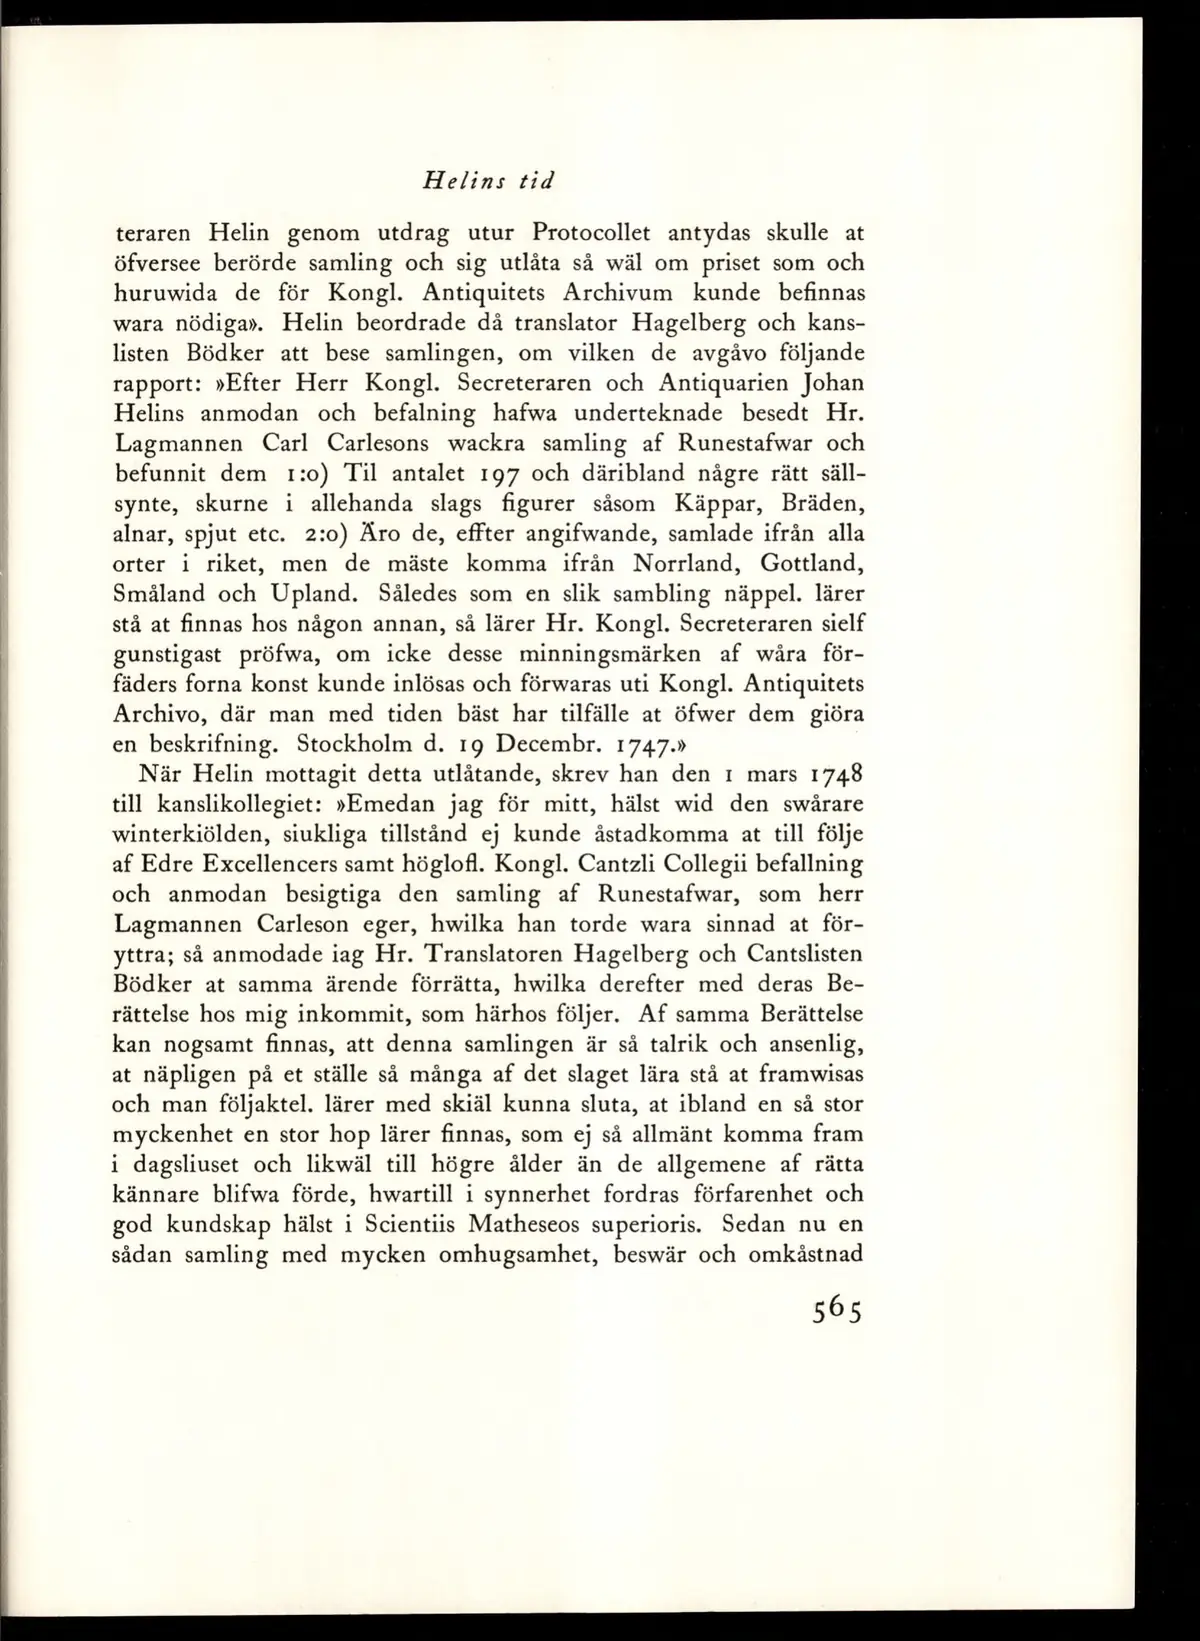 Helins tid
teraren Helin genom utdrag utur Protocollet antydas skulle at
öfversee berörde samling och sig utlåta så wäl om priset som och
huruwida de för Kongl. Antiquitets Archivum kunde befinnas
wara nödiga». Helin beordrade då translator Hagelberg och kans-
listen Bödker att bese samlingen, om vilken de avgåvo följande
rapport: »Efter Herr Kongl. Secreteraren och Antiquarien Johan
Helins anmodan och befalning hafwa underteknade besedt Hr.
Lagmannen Carl Carlesons wackra samling af Runestafwar och
befunnit dem 1:o) Til antalet 197 och däribland någre rätt säll-
synte, skurne i allehanda slags figurer såsom Käppar, Bräden,
alnar, spjut etc. 2:o) Äro de, effter angifwande, samlade ifrån alla
orter i riket, men de mäste komma ifrån Norrland, Gottland,
Småland och Upland. Således som en slik sambling näppel. lärer
stå at finnas hos någon annan, så lärer Hr. Kongl. Secreteraren sielf
gunstigast pröfwa, om icke desse minningsmärken af wåra för-
fäders forna konst kunde inlösas och förwaras uti Kongl. Antiquitets
Archivo, där man med tiden bäst har tilfälle at öfwer dem giöra
en beskrifning. Stockholm d. 19 Decembr. 1747.»
När Helin mottagit detta utlåtande, skrev han den 1 mars 1748
till kanslikollegiet: »Emedan jag för mitt, hälst wid den swårare
winterkiölden, siukliga tillstånd ej kunde åstadkomma at till följe
af Edre Excellencers samt höglofl. Kongl. Cantzli Collegii befallning
och anmodan besigtiga den samling af Runestafwar, som herr
Lagmannen Carleson eger, hwilka han torde wara sinnad at för-
yttra; så anmodade iag Hr. Translatoren Hagelberg och Cantslisten
Bödker at samma ärende förrätta, hwilka derefter med deras Be-
rättelse hos mig inkommit, som härhos följer. Af samma Berättelse
kan nogsamt finnas, att denna samlingen är så talrik och ansenlig,
at näpligen på et ställe så många af det slaget lära stå at framwisas
och man följaktel. lärer med skiäl kunna sluta, at ibland en så stor
myckenhet en stor hop lärer finnas, som ej så allmänt komma fram
i dagsliuset och likwäl till högre ålder än de allgemene af rätta
kännare blifwa förde, hwartill i synnerhet fordras förfarenhet och
god kundskap hälst i Scientiis Matheseos superioris. Sedan nu en
sådan samling med mycken omhugsamhet, beswär och omkåstnad
565